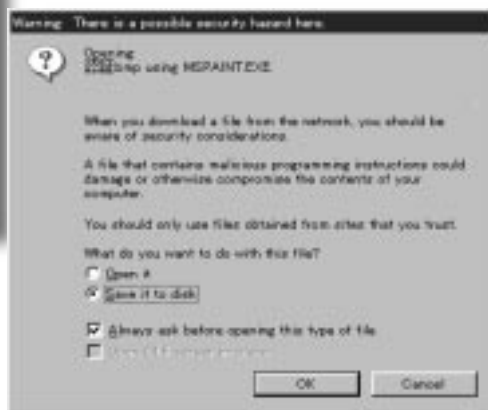 Warning: There is a possible security hazard here.
Opening:
.bmp using MSPAINT.EXE
When you download a file from the network, you should be
aware of security considerations.
A file that contains malicious programming instructions could
damage or otherwise compromise the contents of your
computer.
You should only use files obtained from sites that you trust.
What do you want to do with this file?
Open it
Save it to disk
Always ask before opening this type of file
OK
Cancel